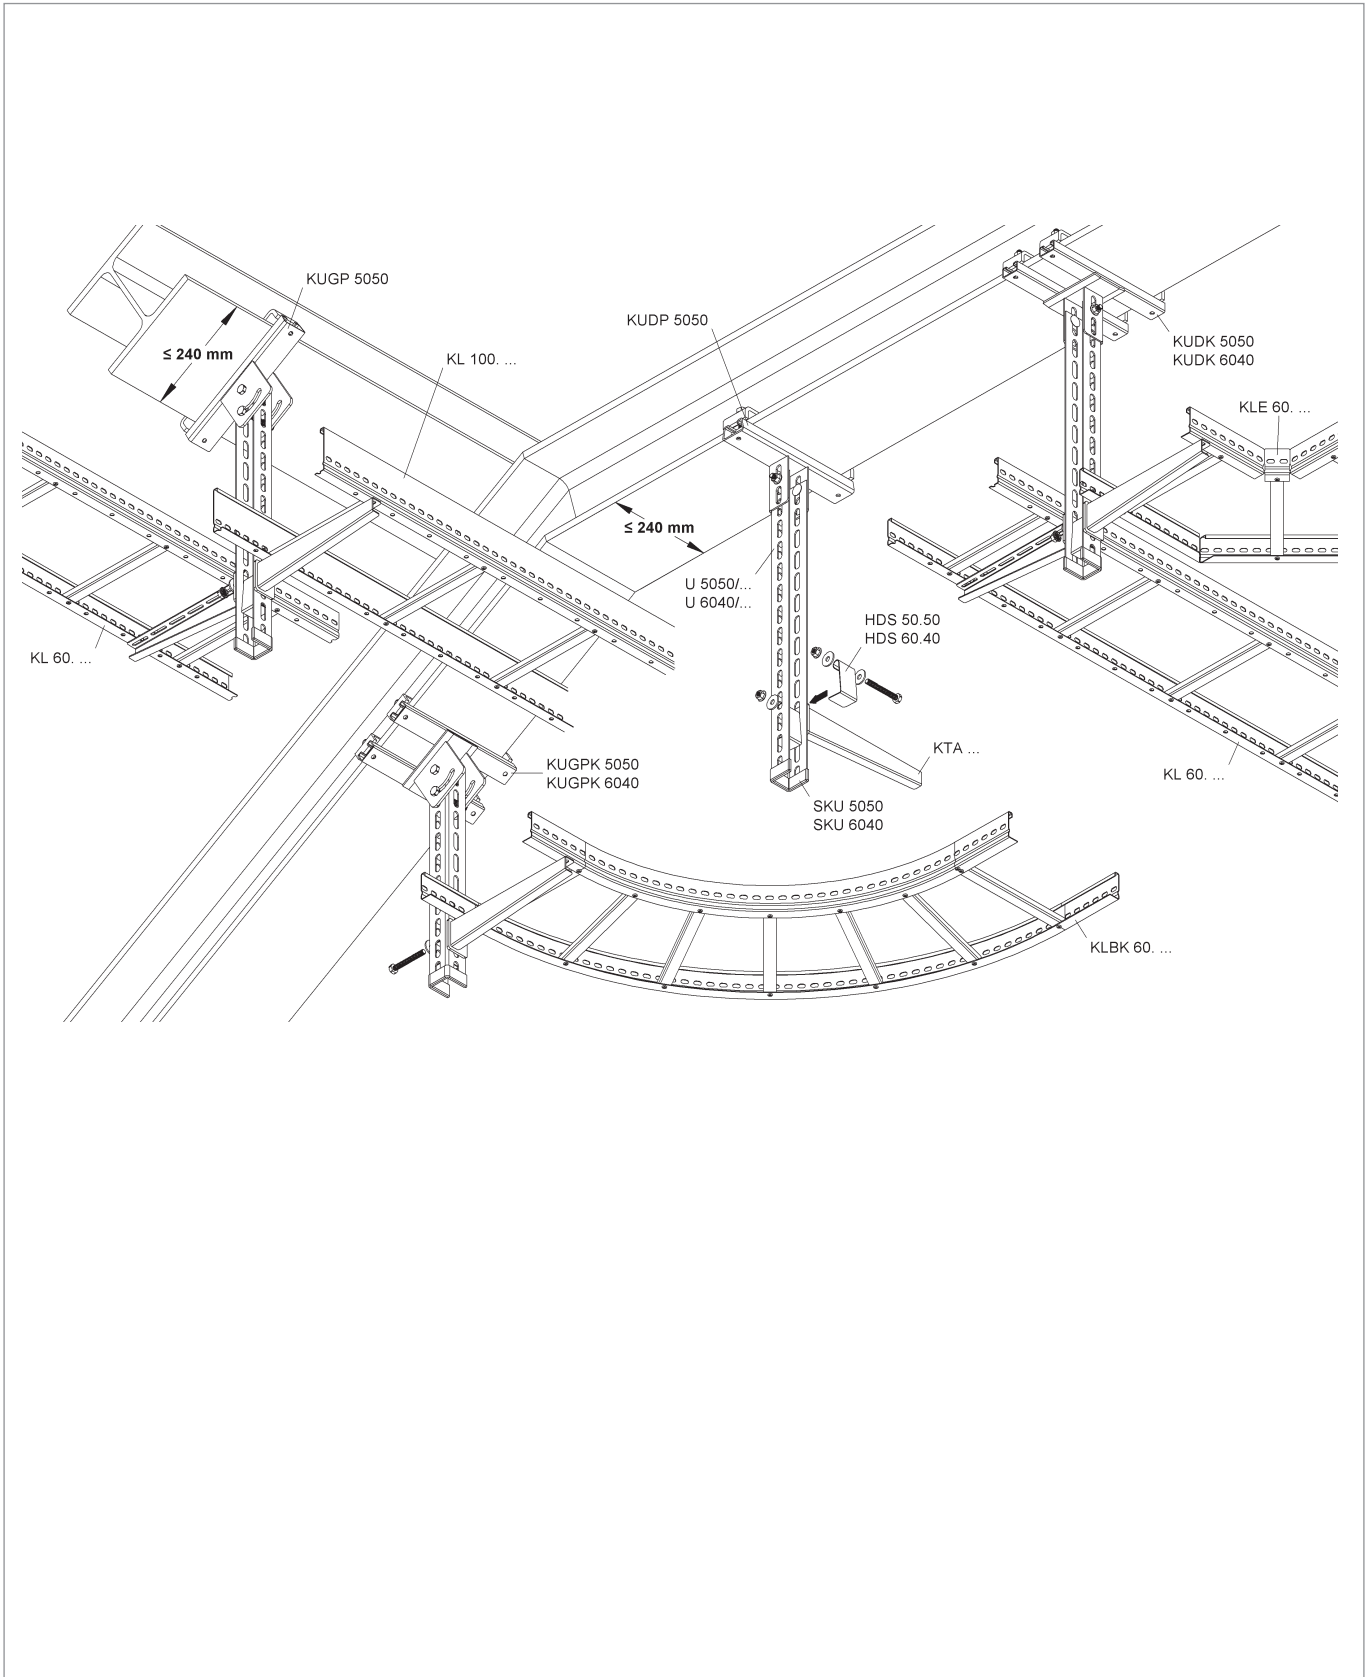 KUGP 5050
≤ 240 mm
KL 100. ...
KUDP 5050
KUDK 5050
KUDK 6040
KLE 60. ...
≤ 240 mm
U 5050/...
U 6040/...
HDS 50.50
HDS 60.40
KL 60. ...
KTA ...
KUGPK 5050
KUGPK 6040
KL 60. ...
SKU 5050
SKU 6040
KLBK 60. ...